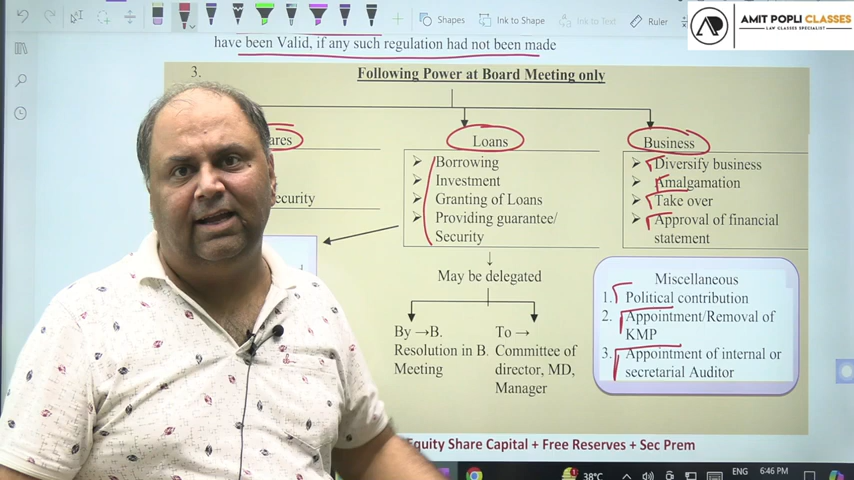 AMIT POPLI CLASSES
LAW CLASSES SPECIALIST
Shapes
Ink to Shape
Ink to Text
Ruler
have been Valid, if any such regulation had not been made
3.
Following Power at Board Meeting only
Loans
Borrowing
Investment
Granting of Loans
Providing guarantee/
Security
May be delegated
By →B.
Resolution in B.
Meeting
To →
Committee of
director, MD,
Manager
Business
Diversify business
Amalgamation
Take over
Approval of financial
statement
Miscellaneous
1. Political contribution
2. Appointment/Removal of
KMP
3. Appointment of internal or
secretarial Auditor
Equity Share Capital + Free Reserves + Sec Prem
38°C
ENG
6:46 PM